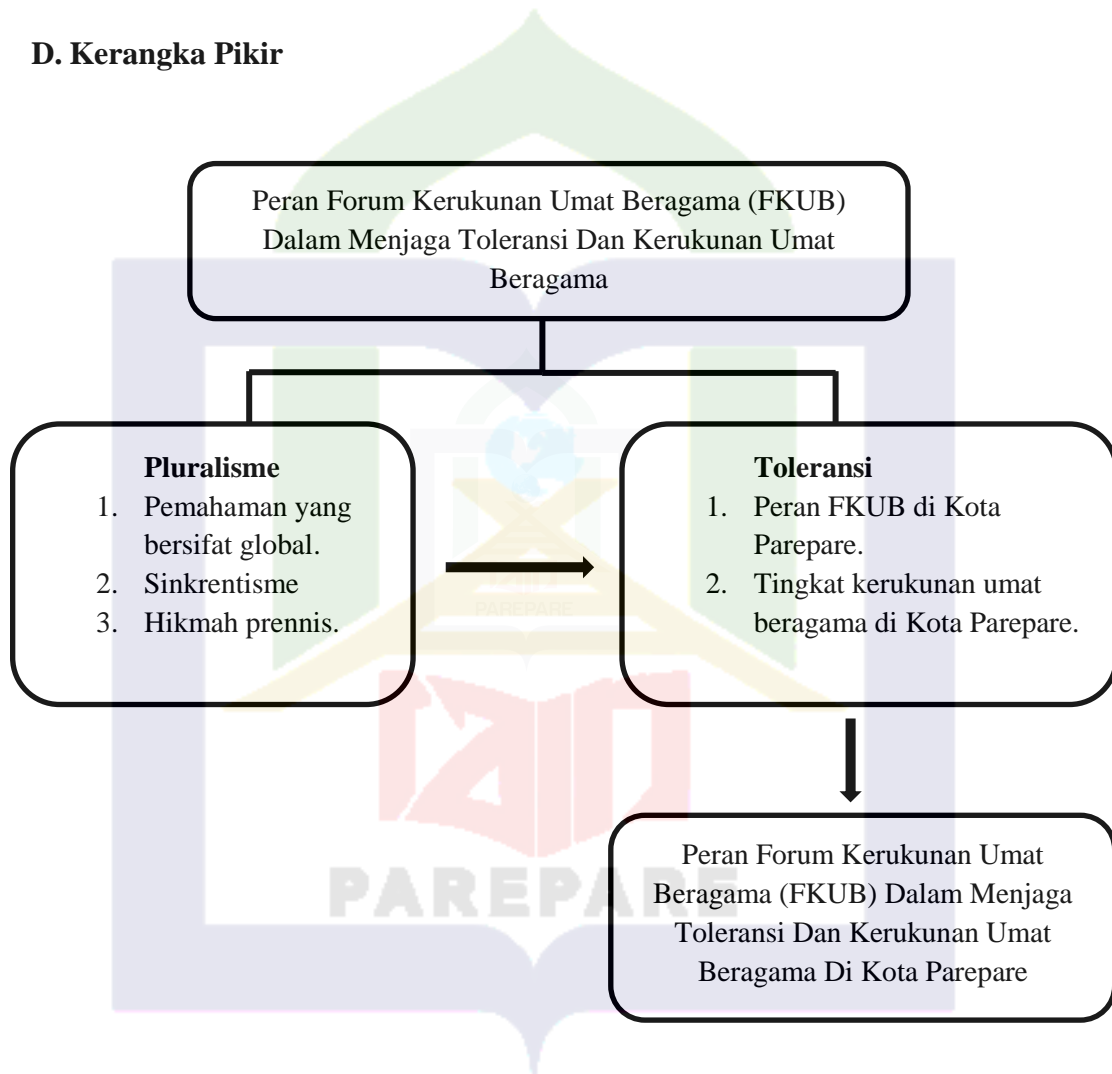 D. Kerangka Pikir
Peran Forum Kerukunan Umat Beragama (FKUB)
Dalam Menjaga Toleransi Dan Kerukunan Umat
Beragama
Pluralisme
1. Pemahaman yang
bersifat global.
2. Sinkrentisme
3. Hikmah prennis.
Toleransi
1. Peran FKUB di Kota
Parepare.
2. Tingkat kerukunan umat
beragama di Kota Parepare.
PAREPARE
iain
PAREPARE
Peran Forum Kerukunan Umat
Beragama (FKUB) Dalam Menjaga
Toleransi Dan Kerukunan Umat
Beragama Di Kota Parepare